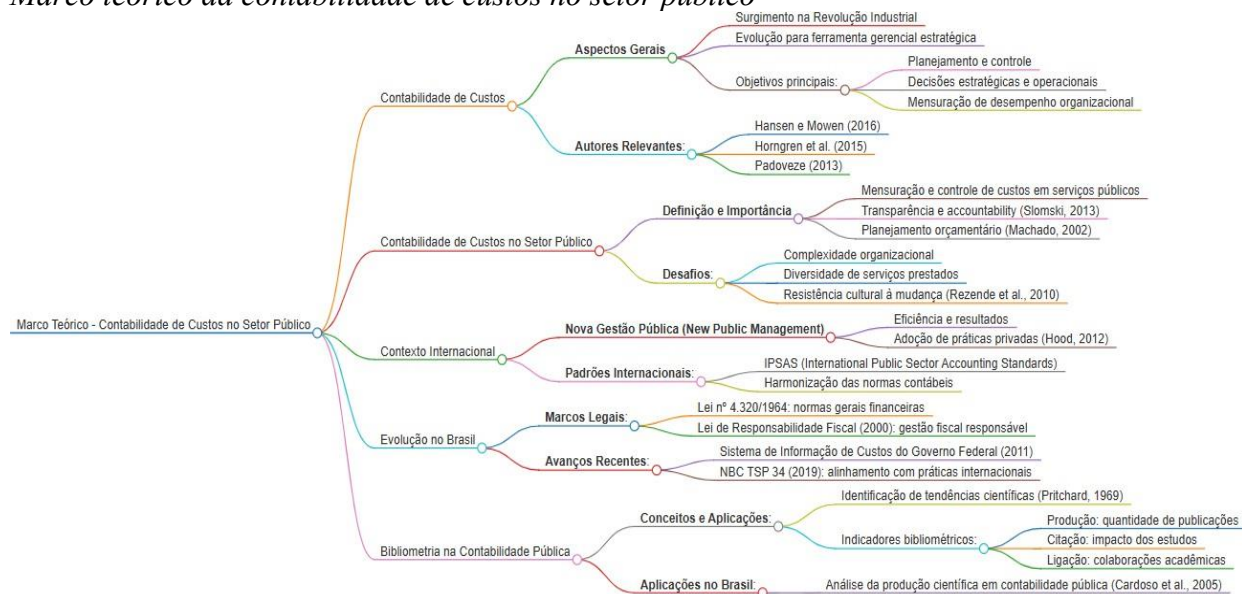 Marco teórico da contabilidade de custos no setor público
Marco Teórico - Contabilidade de Custos no Setor Público
Contabilidade de Custos
Aspectos Gerais
Surgimento na Revolução Industrial
Evolução para ferramenta gerencial estratégica
Objetivos principais:
Planejamento e controle
Decisões estratégicas e operacionais
Mensuração de desempenho organizacional
Autores Relevantes:
Hansen e Mowen (2016)
Horngren et al. (2015)
Padoveze (2013)
Contabilidade de Custos no Setor Público
Definição e Importância
Mensuração e controle de custos em serviços públicos
Transparência e accountability (Slomski, 2013)
Planejamento orçamentário (Machado, 2002)
Desafios:
Complexidade organizacional
Diversidade de serviços prestados
Resistência cultural à mudança (Rezende et al., 2010)
Contexto Internacional
Nova Gestão Pública (New Public Management)
Eficiência e resultados
Adoção de práticas privadas (Hood, 2012)
Padrões Internacionais:
IPSAS (International Public Sector Accounting Standards)
Harmonização das normas contábeis
Evolução no Brasil
Marcos Legais:
Lei nº 4.320/1964: normas gerais financeiras
Lei de Responsabilidade Fiscal (2000): gestão fiscal responsável
Avanços Recentes:
Sistema de Informação de Custos do Governo Federal (2011)
NBC TSP 34 (2019): alinhamento com práticas internacionais
Bibliometria na Contabilidade Pública
Conceitos e Aplicações:
Identificação de tendências científicas (Pritchard, 1969)
Indicadores bibliométricos:
Produção: quantidade de publicações
Citação: impacto dos estudos
Ligação: colaborações acadêmicas
Aplicações no Brasil:
Análise da produção científica em contabilidade pública (Cardoso et al., 2005)